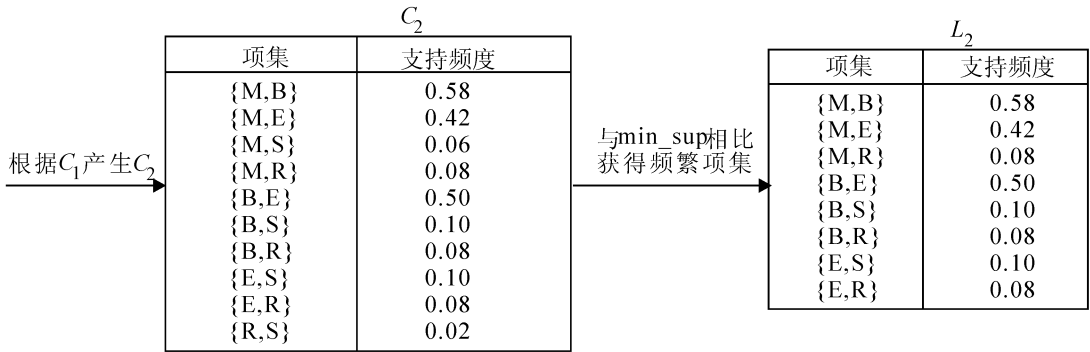 C2
项集 支持频度
{M,B} 0.58
{M,E} 0.42
{M,S} 0.06
{M,R} 0.08
{B,E} 0.50
{B,S} 0.10
{B,R} 0.08
{E,S} 0.10
{E,R} 0.08
{R,S} 0.02
根据C1产生C2
与min_sup相比
获得频繁项集
L2
项集 支持频度
{M,B} 0.58
{M,E} 0.42
{M,R} 0.08
{B,E} 0.50
{B,S} 0.10
{B,R} 0.08
{E,S} 0.10
{E,R} 0.08